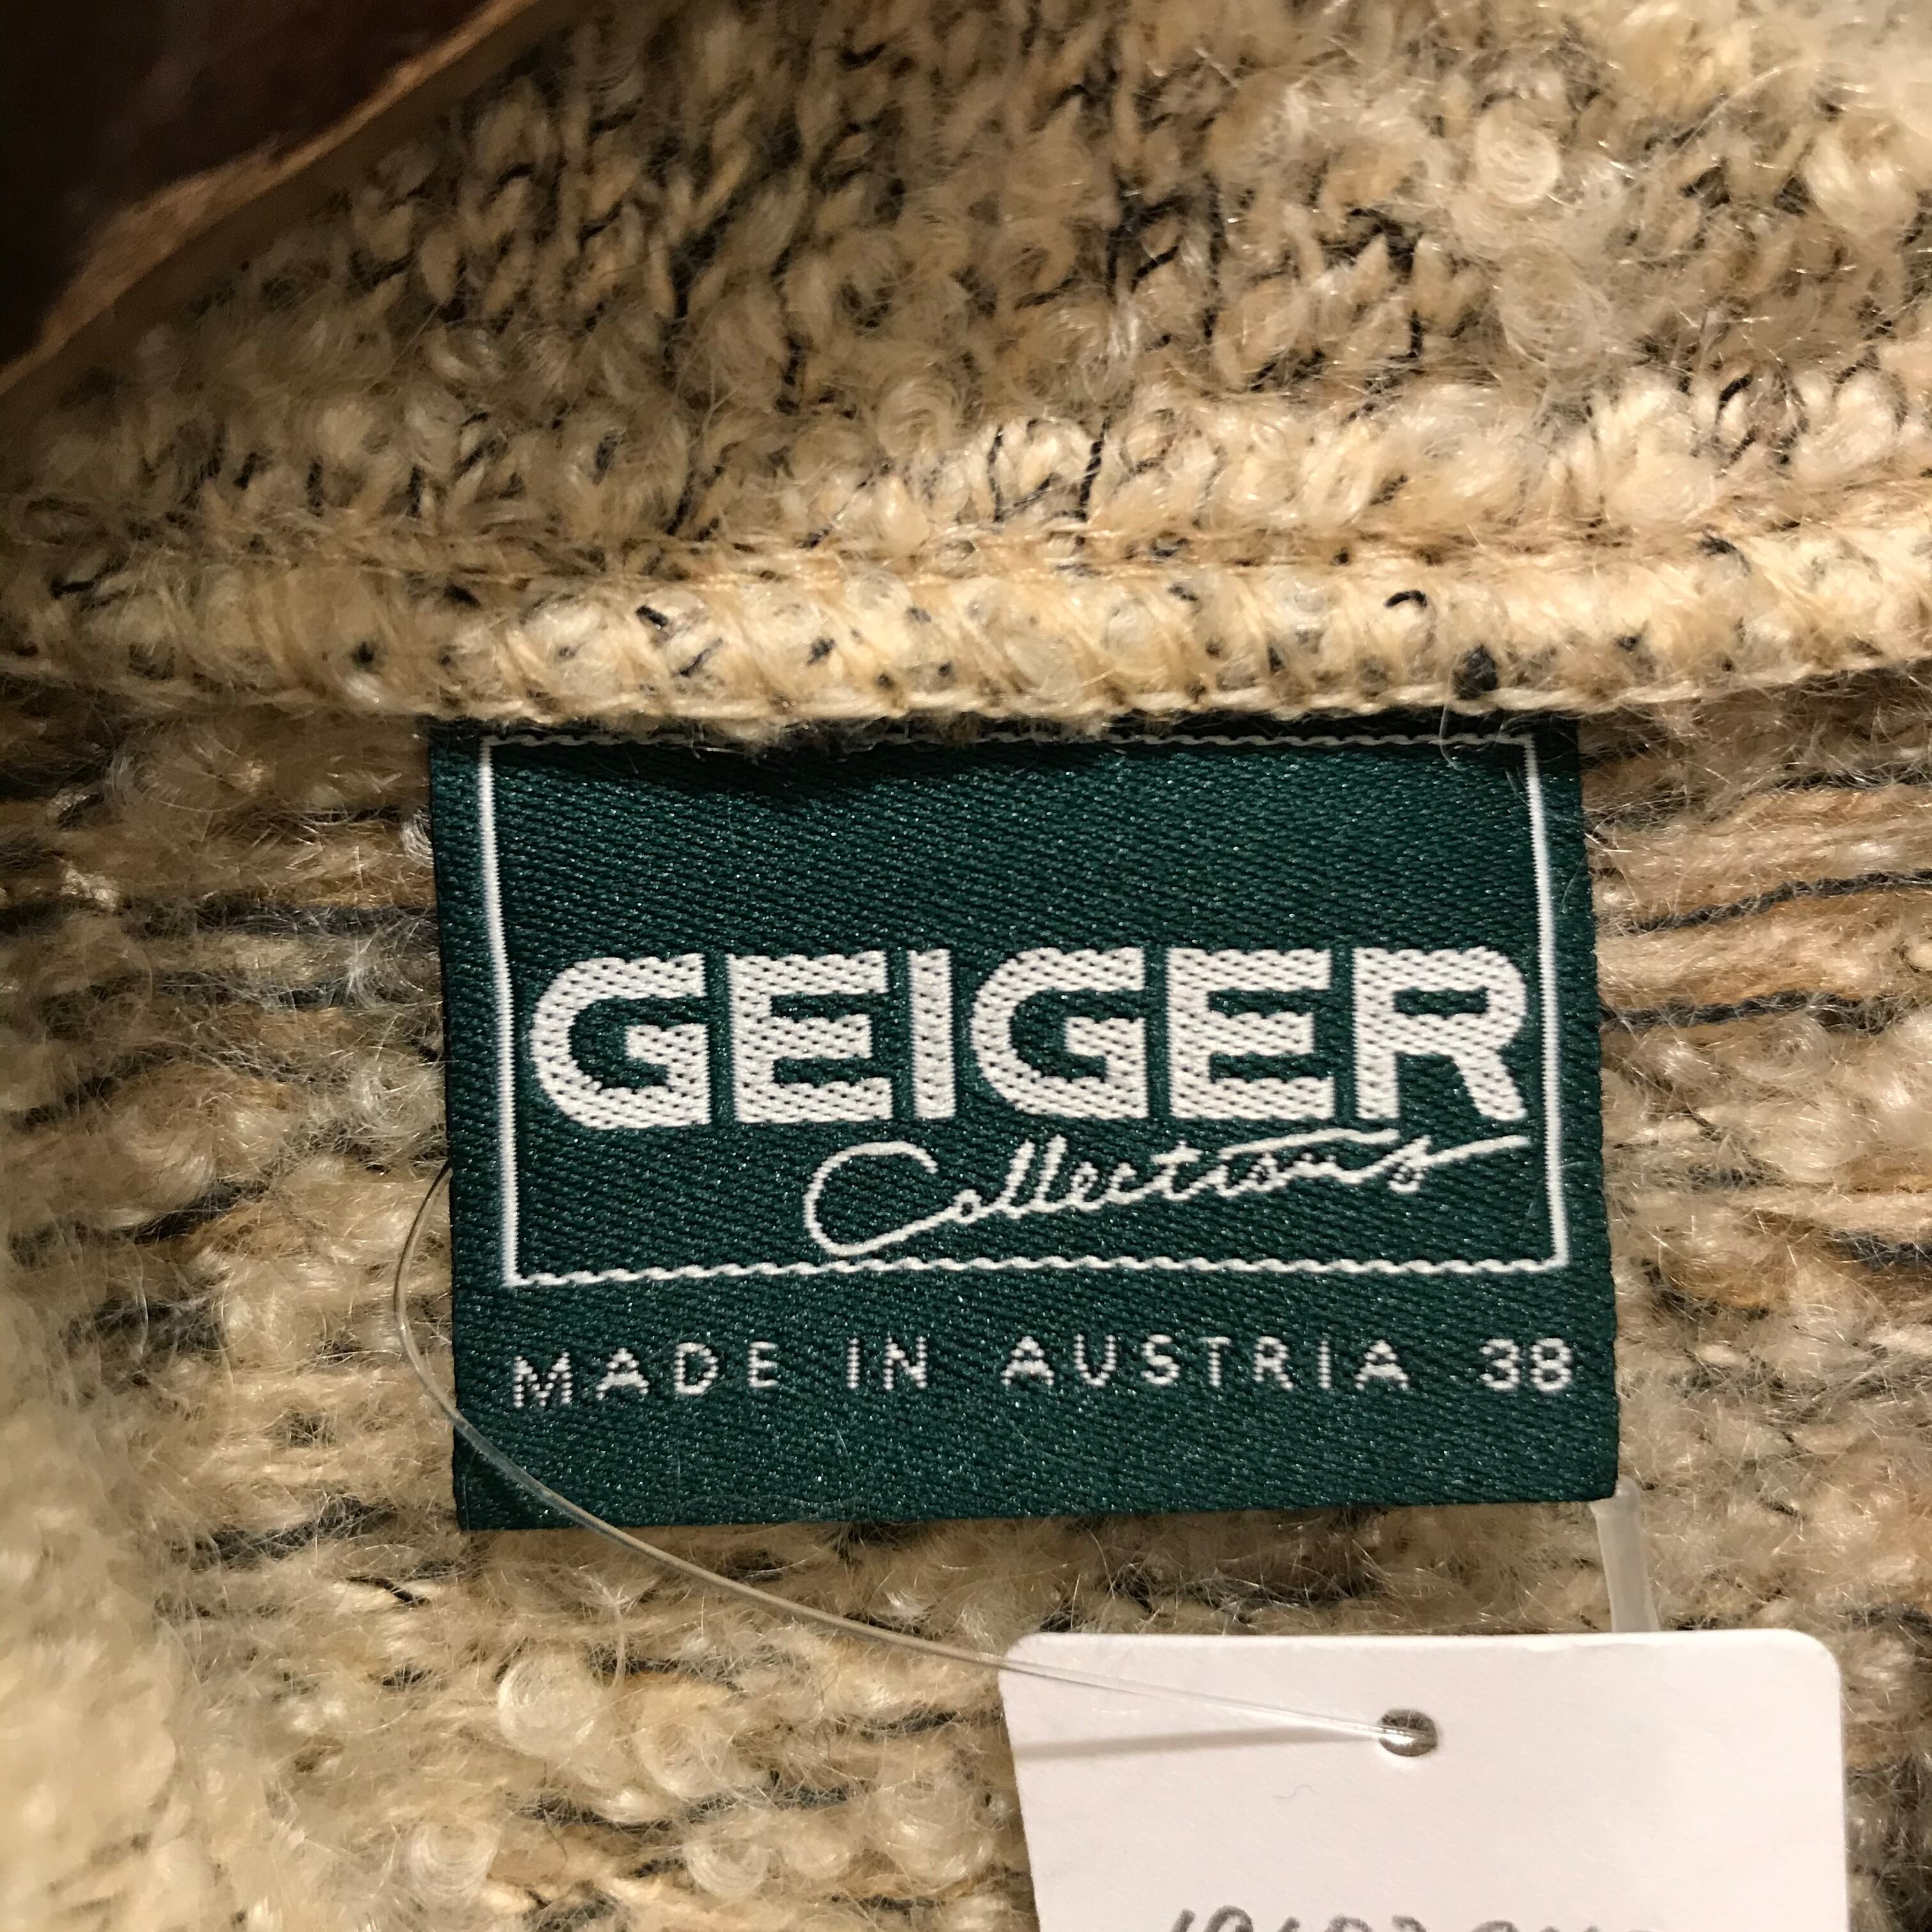 GEIGER
Collections
MADE IN AUSTRIA 38